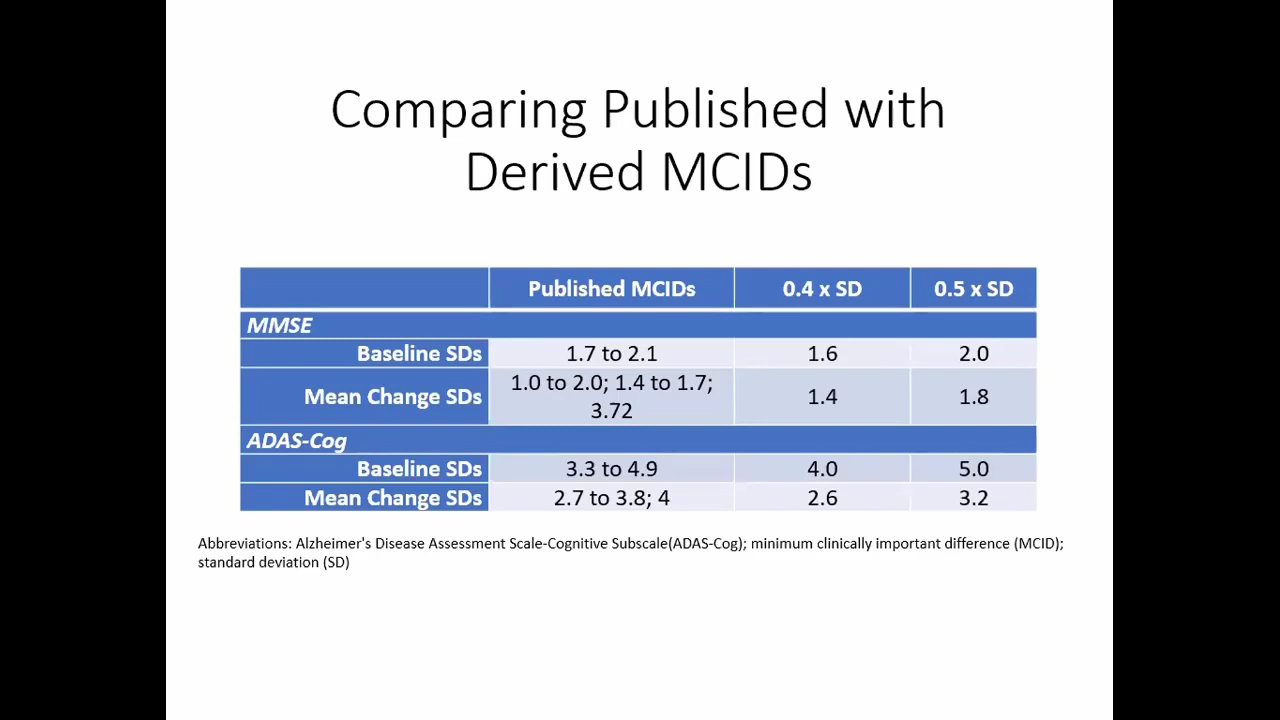 Comparing Published with
Derived MCIDs
Published MCIDs 0.4 x SD 0.5 x SD
MMSE
Baseline SDs 1.7 to 2.1 1.6 2.0
Mean Change SDs 1.0 to 2.0; 1.4 to 1.7; 3.72 1.4 1.8
ADAS-Cog
Baseline SDs 3.3 to 4.9 4.0 5.0
Mean Change SDs 2.7 to 3.8; 4 2.6 3.2
Abbreviations: Alzheimer's Disease Assessment Scale-Cognitive Subscale(ADAS-Cog); minimum clinically important difference (MCID);
standard deviation (SD)